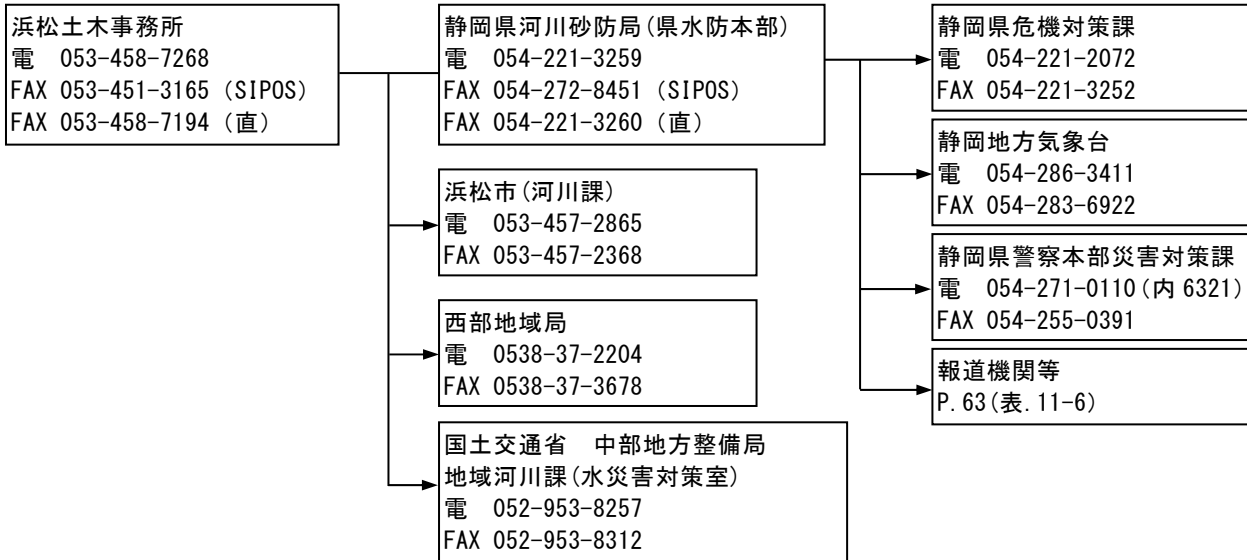 浜松土木事務所
電 053-458-7268
FAX 053-451-3165 (SIPOS)
FAX 053-458-7194 (直)
静岡県河川砂防局(県水防本部)
電 054-221-3259
FAX 054-272-8451 (SIPOS)
FAX 054-221-3260 (直)
浜松市(河川課)
電 053-457-2865
FAX 053-457-2368
西部地域局
電 0538-37-2204
FAX 0538-37-3678
国土交通省 中部地方整備局
地域河川課(水災害対策室)
電 052-953-8257
FAX 052-953-8312
静岡県危機対策課
電 054-221-2072
FAX 054-221-3252
静岡地方気象台
電 054-286-3411
FAX 054-283-6922
静岡県警察本部災害対策課
電 054-271-0110(内 6321)
FAX 054-255-0391
報道機関等
P.63(表.11-6)